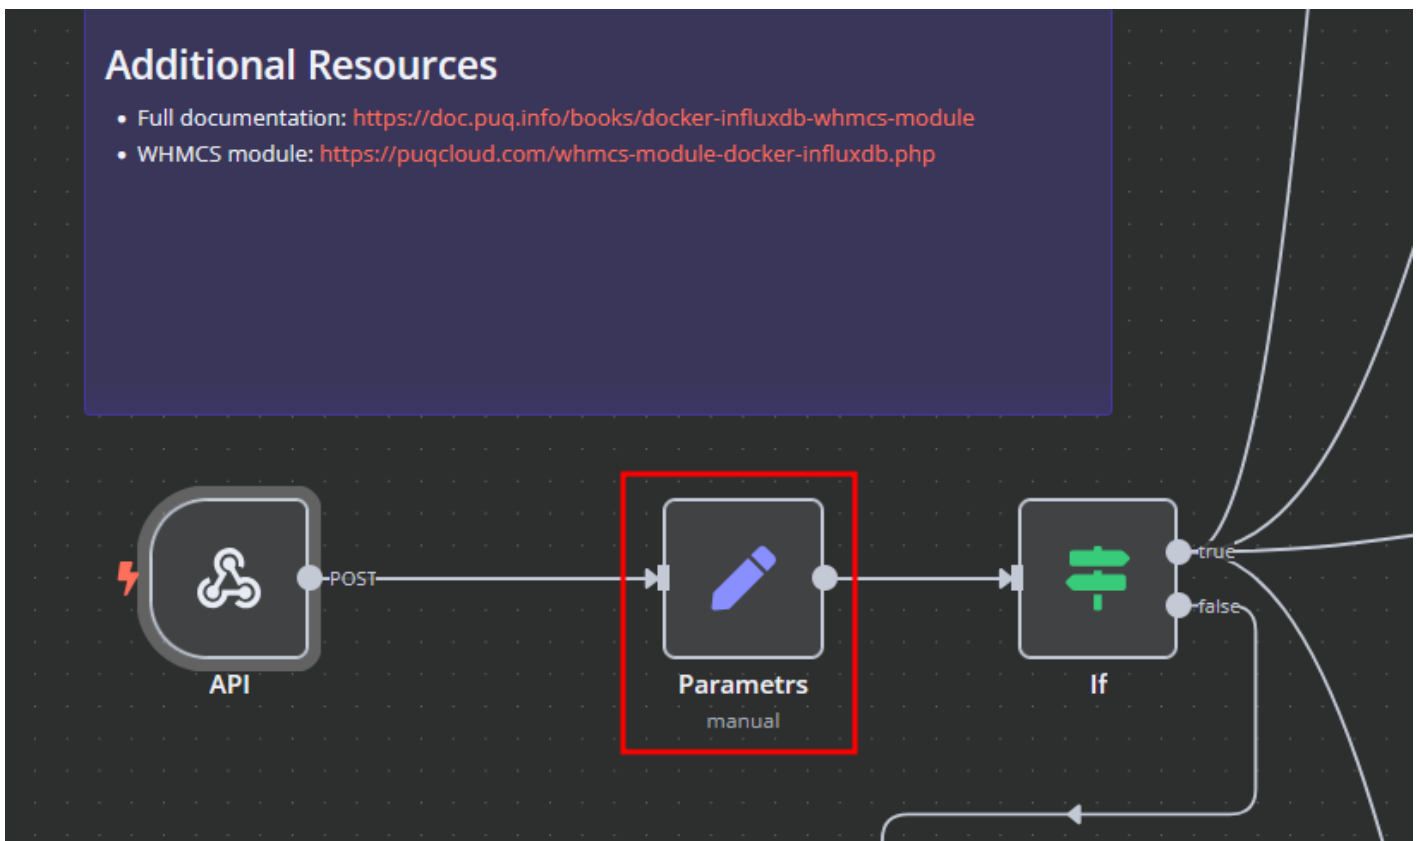 Additional Resources
• Full documentation: https://doc.puq.info/books/docker-influxdb-whmcs-module
• WHMCS module: https://puqcloud.com/whmcs-module-docker-influxdb.php
POST
true
false
API
Parametrs
If
manual